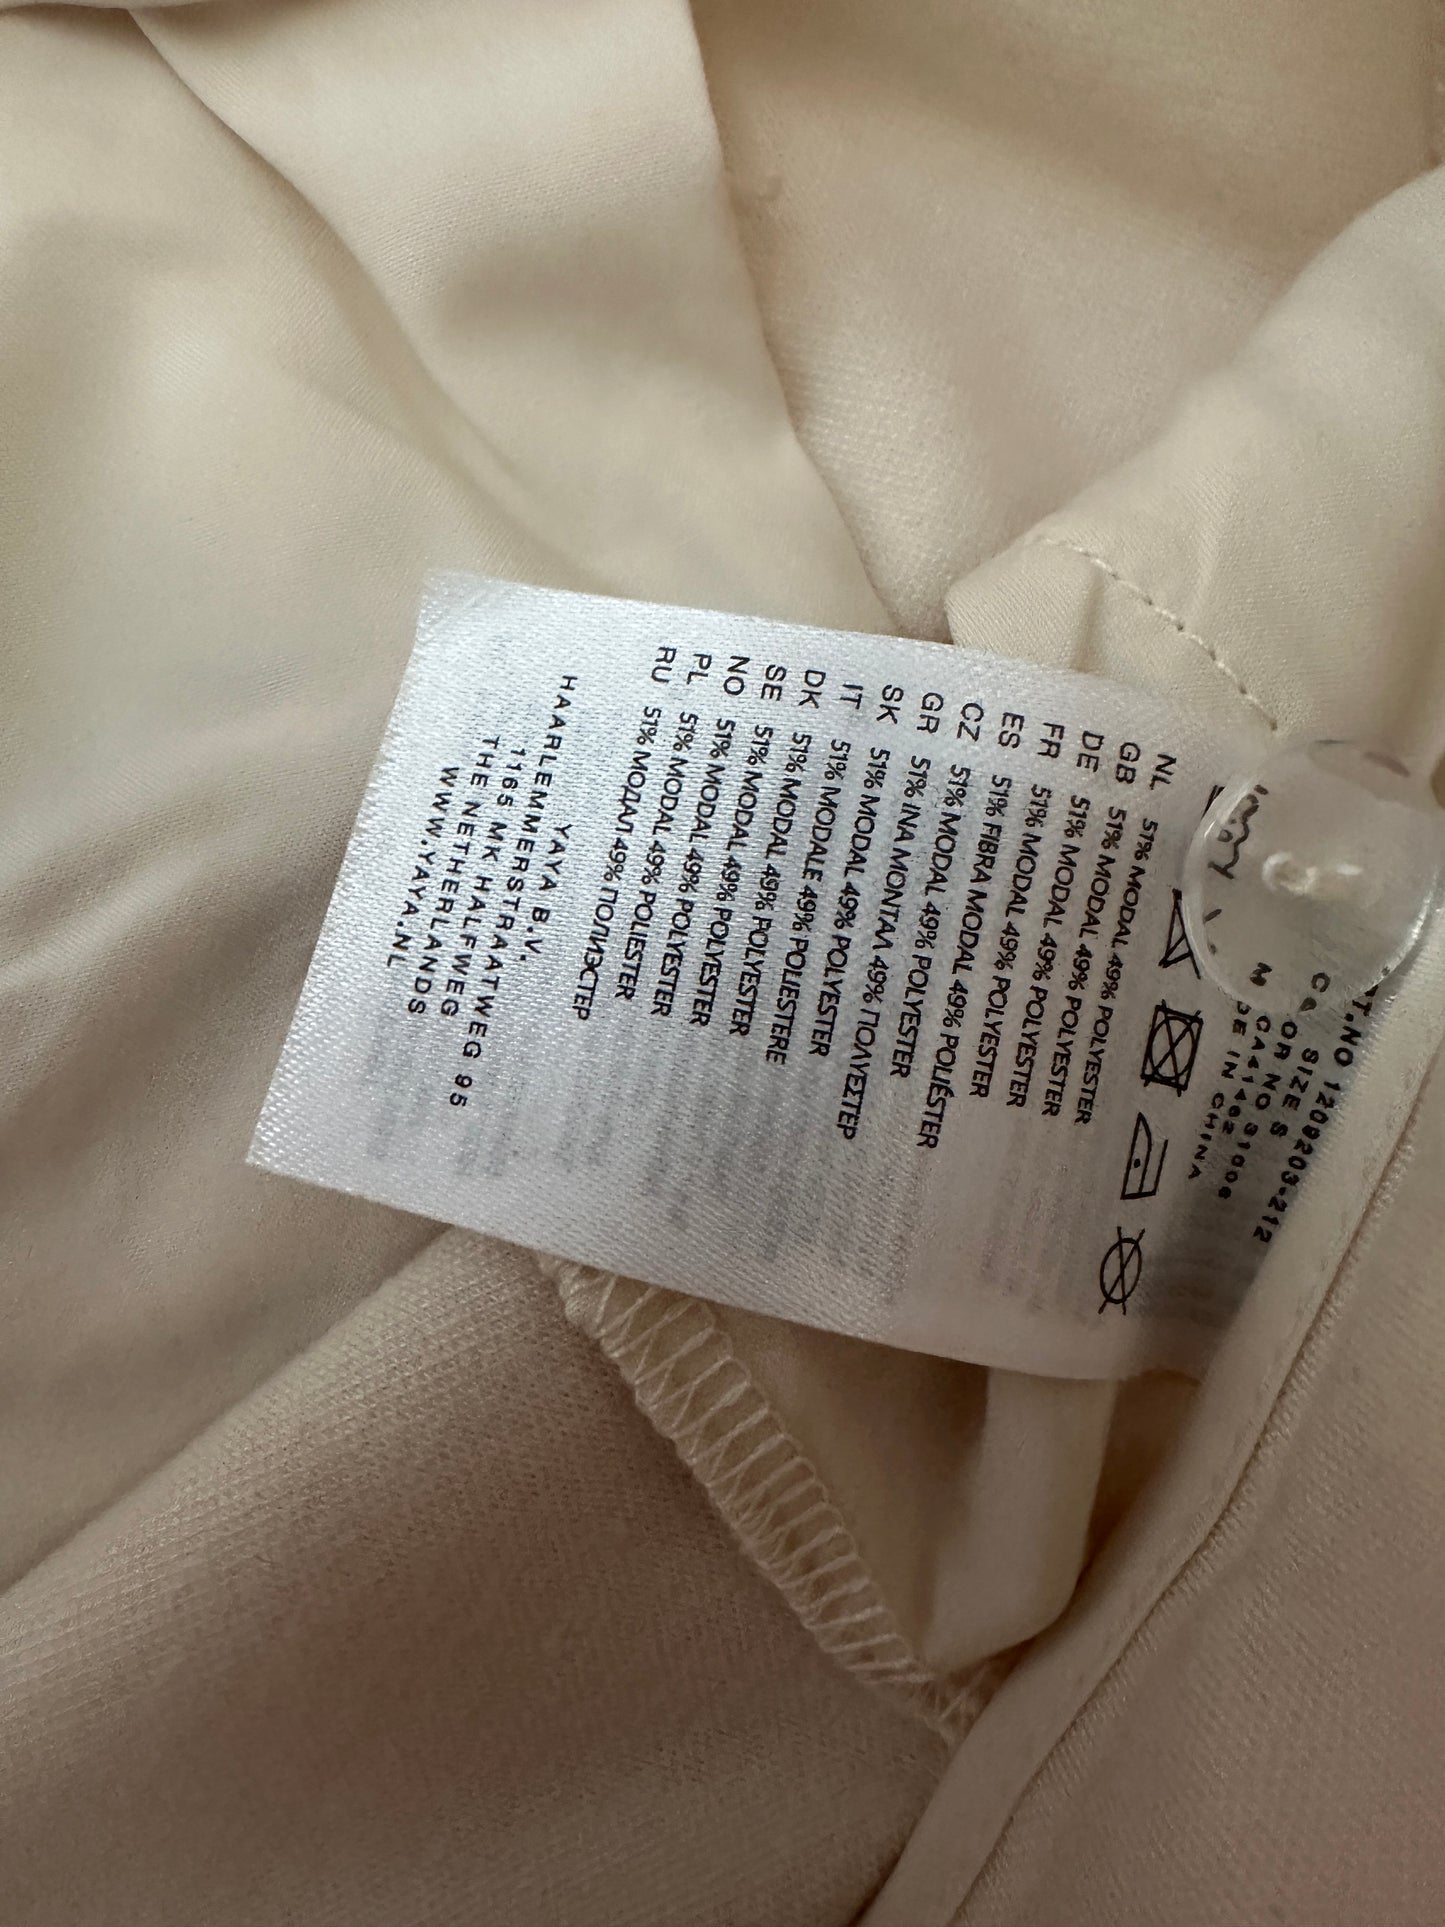 T.NO 1209203-212
SIZE S
OR NO 31006
CA41462
DE IN CHINA
NL 51% MODAL 49% POLYESTER
GB 51% MODAL 49% POLYESTER
DE 51% MODAL 49% POLYESTER
FR 51% MODAL 49% POLYESTER
ES 51% FIBRA MODAL 49% POLIÉSTER
CZ 51% MODAL 49% POLYESTER
GR 51% ΙΝΑ ΜΟΝΤΑΛ 49% ΠΟΛΥΕΣΤΕΡ
SK 51% MODAL 49% POLYESTER
IT 51% MODALE 49% POLIESTERE
DK 51% MODAL 49% POLYESTER
SE 51% MODAL 49% POLYESTER
NO 51% MODAL 49% POLYESTER
PL 51% MODAL 49% POLIESTER
RU 51% МОДАЛ 49% ПОЛИЭСТЕР
YAYA B.V.
HAARLEMMERSTRAATWEG 95
1165 MK HALFWEG
THE NETHERLANDS
WWW.YAYA.NL